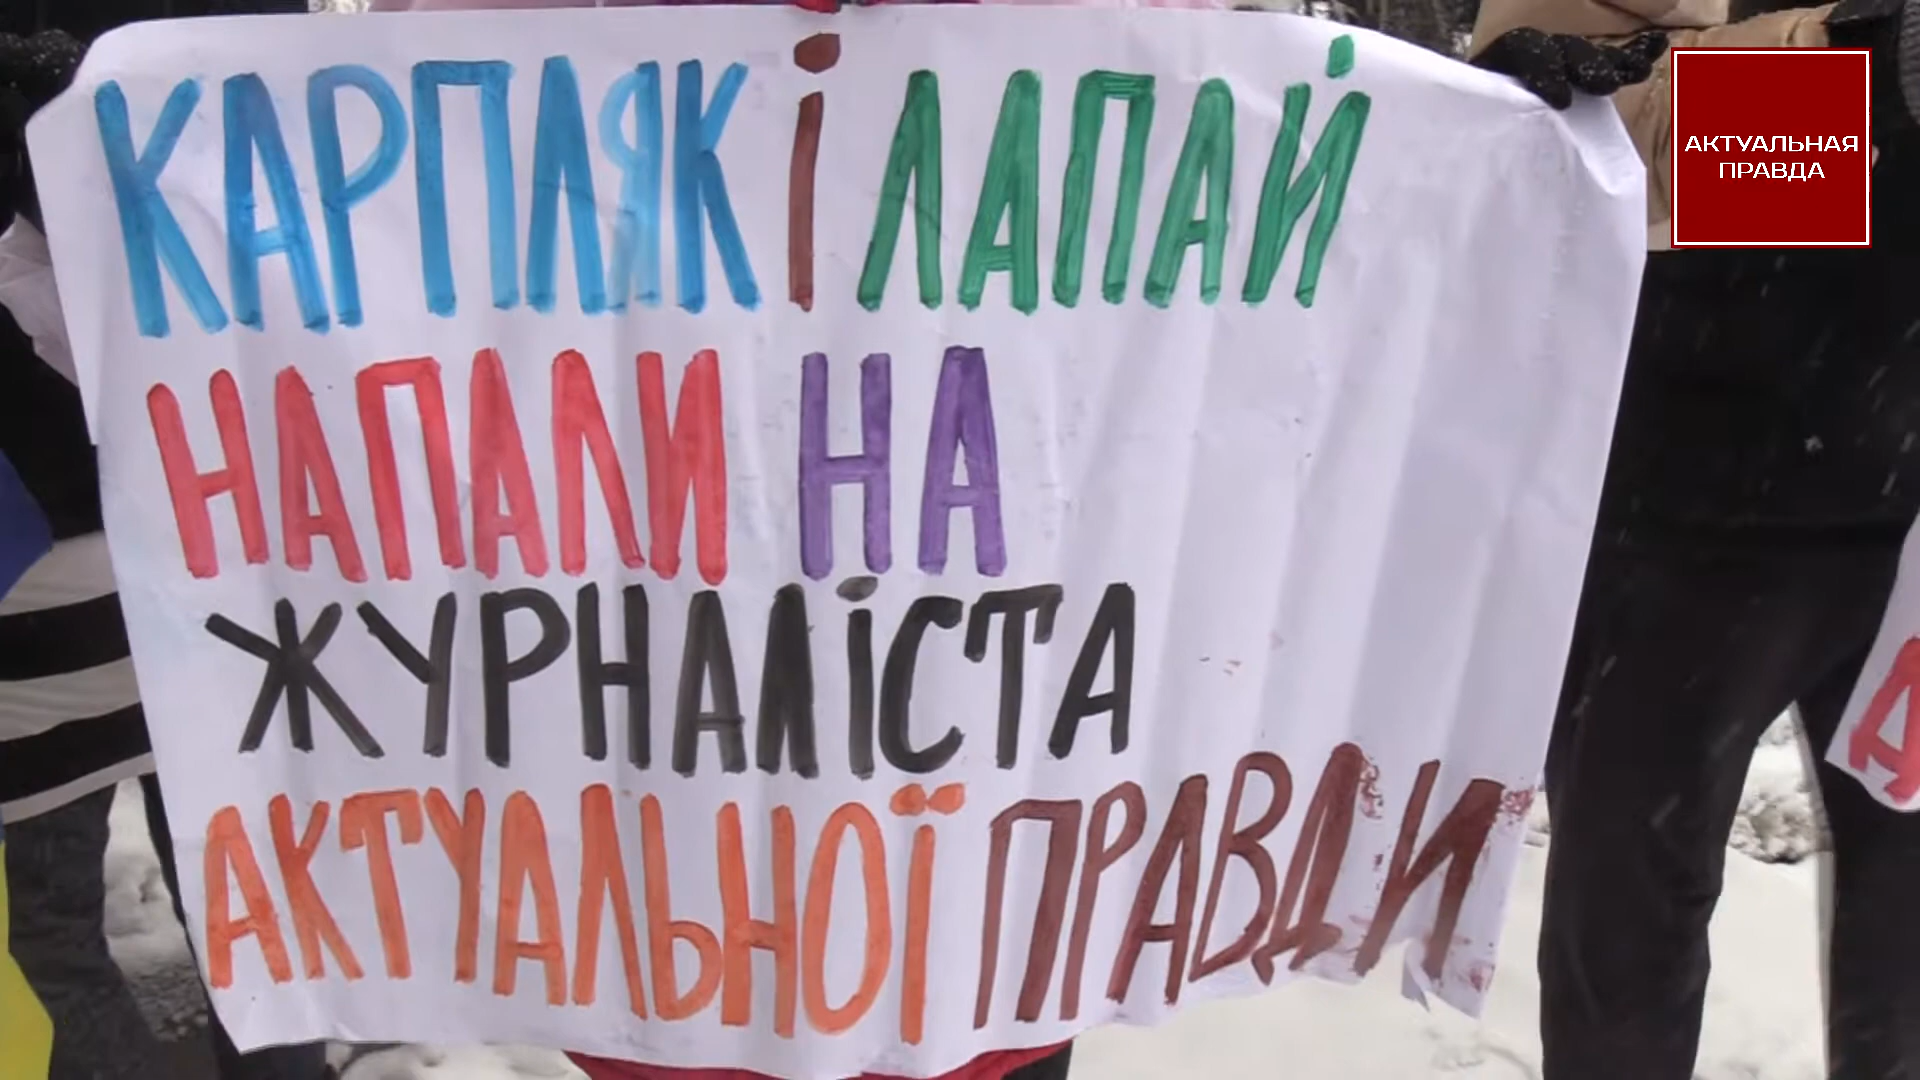 КАРПЛЯК І ЛАПАЙ
НАПАЛИ НА
ЖУРНАЛІСТА
АКТУАЛЬНОЇ ПРАВДИ
АКТУАЛЬНАЯ
ПРАВДА